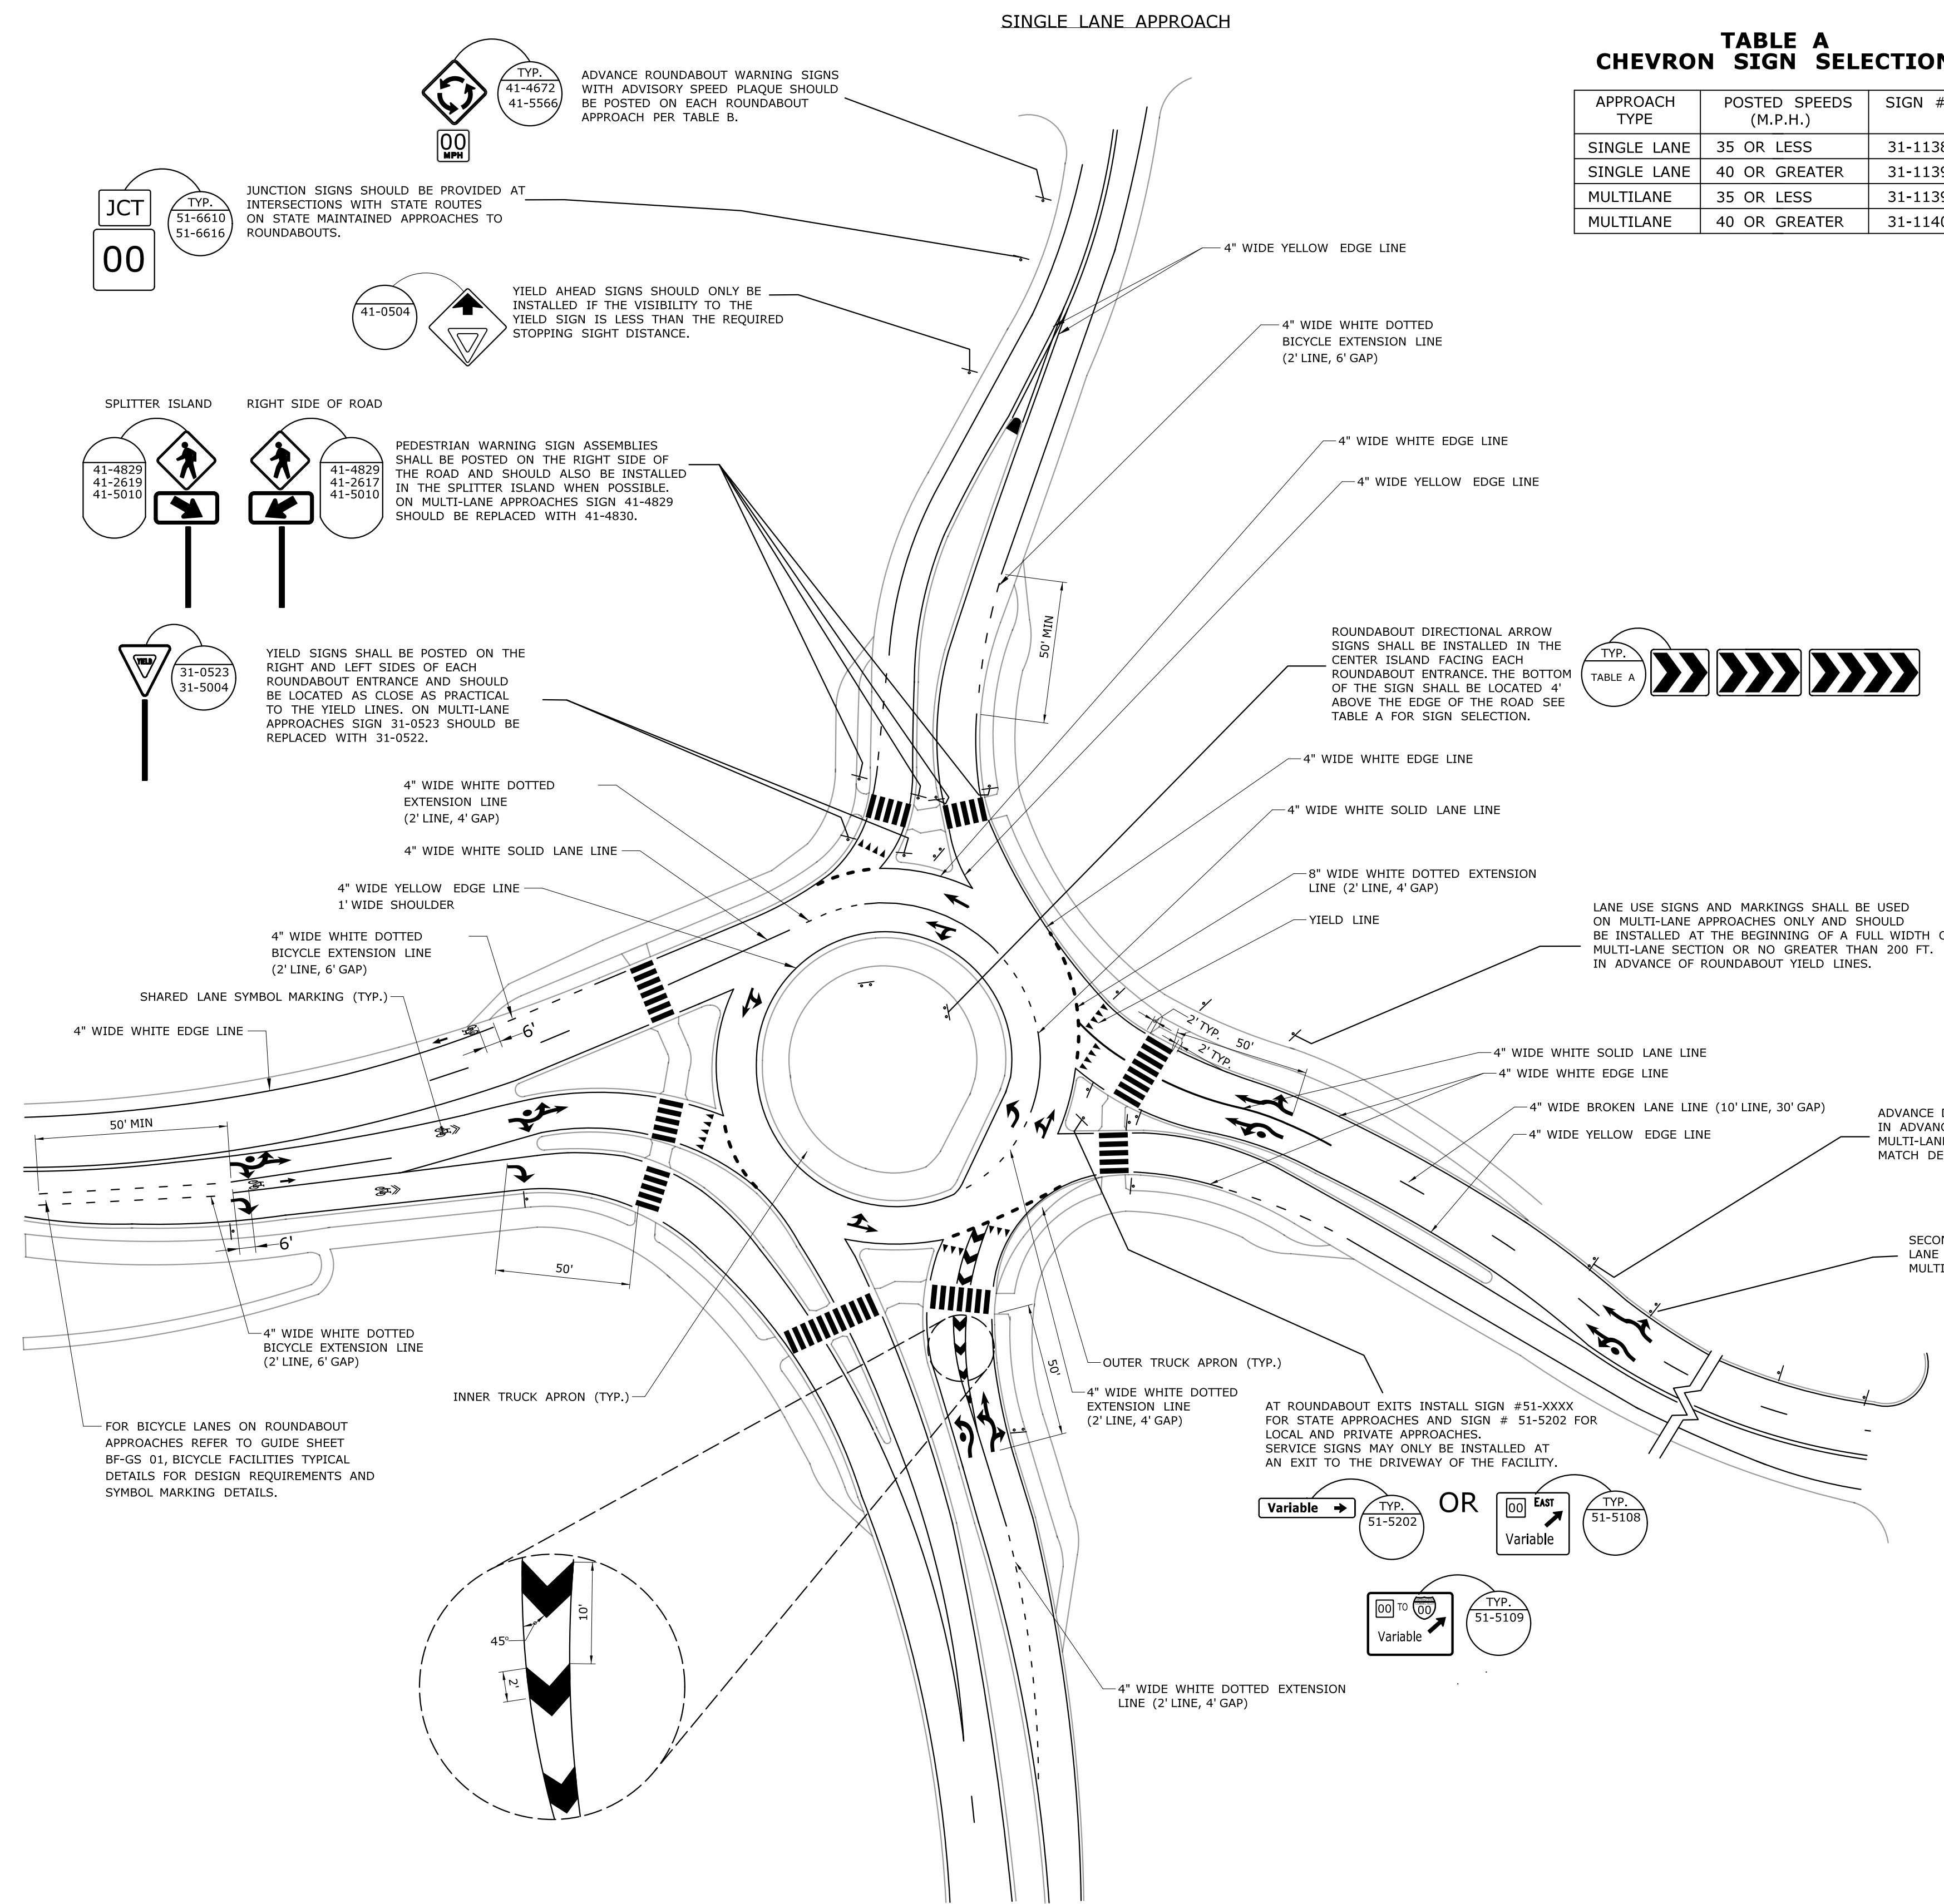 SINGLE LANE APPROACH
TABLE A
CHEVRON SIGN SELECTION
APPROACH TYPE POSTED SPEEDS (M.P.H.) SIGN #
SINGLE LANE 35 OR LESS 31-1138
SINGLE LANE 40 OR GREATER 31-1139
MULTILANE 35 OR LESS 31-1139
MULTILANE 40 OR GREATER 31-1140
00
MPH
TYP.
41-4672
41-5566
ADVANCE ROUNDABOUT WARNING SIGNS
WITH ADVISORY SPEED PLAQUE SHOULD
BE POSTED ON EACH ROUNDABOUT
APPROACH PER TABLE B.
JCT
00
TYP.
51-6610
51-6616
JUNCTION SIGNS SHOULD BE PROVIDED AT
INTERSECTIONS WITH STATE ROUTES
ON STATE MAINTAINED APPROACHES TO
ROUNDABOUTS.
4" WIDE YELLOW EDGE LINE
41-0504
YIELD AHEAD SIGNS SHOULD ONLY BE
INSTALLED IF THE VISIBILITY TO THE
YIELD SIGN IS LESS THAN THE REQUIRED
STOPPING SIGHT DISTANCE.
4" WIDE WHITE DOTTED
BICYCLE EXTENSION LINE
(2' LINE, 6' GAP)
SPLITTER ISLAND
RIGHT SIDE OF ROAD
41-4829
41-2619
41-5010
41-4829
41-2617
41-5010
PEDESTRIAN WARNING SIGN ASSEMBLIES
SHALL BE POSTED ON THE RIGHT SIDE OF
THE ROAD AND SHOULD ALSO BE INSTALLED
IN THE SPLITTER ISLAND WHEN POSSIBLE.
ON MULTI-LANE APPROACHES SIGN 41-4829
SHOULD BE REPLACED WITH 41-4830.
4" WIDE WHITE EDGE LINE
4" WIDE YELLOW EDGE LINE
50' MIN
YIELD
31-0523
31-5004
YIELD SIGNS SHALL BE POSTED ON THE
RIGHT AND LEFT SIDES OF EACH
ROUNDABOUT ENTRANCE AND SHOULD
BE LOCATED AS CLOSE AS PRACTICAL
TO THE YIELD LINES. ON MULTI-LANE
APPROACHES SIGN 31-0523 SHOULD BE
REPLACED WITH 31-0522.
ROUNDABOUT DIRECTIONAL ARROW
SIGNS SHALL BE INSTALLED IN THE
CENTER ISLAND FACING EACH
ROUNDABOUT ENTRANCE. THE BOTTOM
OF THE SIGN SHALL BE LOCATED 4'
ABOVE THE EDGE OF THE ROAD SEE
TABLE A FOR SIGN SELECTION.
TYP.
TABLE A
4" WIDE WHITE EDGE LINE
4" WIDE WHITE DOTTED
EXTENSION LINE
(2' LINE, 4' GAP)
4" WIDE WHITE SOLID LANE LINE
4" WIDE WHITE SOLID LANE LINE
4" WIDE YELLOW EDGE LINE
1' WIDE SHOULDER
8" WIDE WHITE DOTTED EXTENSION
LINE (2' LINE, 4' GAP)
YIELD LINE
LANE USE SIGNS AND MARKINGS SHALL BE USED
ON MULTI-LANE APPROACHES ONLY AND SHOULD
BE INSTALLED AT THE BEGINNING OF A FULL WIDTH
MULTI-LANE SECTION OR NO GREATER THAN 200 FT.
IN ADVANCE OF ROUNDABOUT YIELD LINES.
4" WIDE WHITE DOTTED
BICYCLE EXTENSION LINE
(2' LINE, 6' GAP)
SHARED LANE SYMBOL MARKING (TYP.)
4" WIDE WHITE EDGE LINE
6'
2' TYP.
50'
2' TYP.
4" WIDE WHITE SOLID LANE LINE
4" WIDE WHITE EDGE LINE
4" WIDE BROKEN LANE LINE (10' LINE, 30' GAP)
4" WIDE YELLOW EDGE LINE
ADVANCE
IN
MULTI-LANE
MATCH
50' MIN
6'
50'
SECON
LANE
MULTI
4" WIDE WHITE DOTTED
BICYCLE EXTENSION LINE
(2' LINE, 6' GAP)
INNER TRUCK APRON (TYP.)
50'
OUTER TRUCK APRON (TYP.)
4" WIDE WHITE DOTTED
EXTENSION LINE
(2' LINE, 4' GAP)
FOR BICYCLE LANES ON ROUNDABOUT
APPROACHES REFER TO GUIDE SHEET
BF-GS 01, BICYCLE FACILITIES TYPICAL
DETAILS FOR DESIGN REQUIREMENTS AND
SYMBOL MARKING DETAILS.
AT ROUNDABOUT EXITS INSTALL SIGN #51-XXXX
FOR STATE APPROACHES AND SIGN # 51-5202 FOR
LOCAL AND PRIVATE APPROACHES.
SERVICE SIGNS MAY ONLY BE INSTALLED AT
AN EXIT TO THE DRIVEWAY OF THE FACILITY.
Variable
TYP.
51-5202
OR
00 EAST
Variable
TYP.
51-5108
00 TO 00
Variable
TYP.
51-5109
10'
45°
2'
4" WIDE WHITE DOTTED EXTENSION
LINE (2' LINE, 4' GAP)